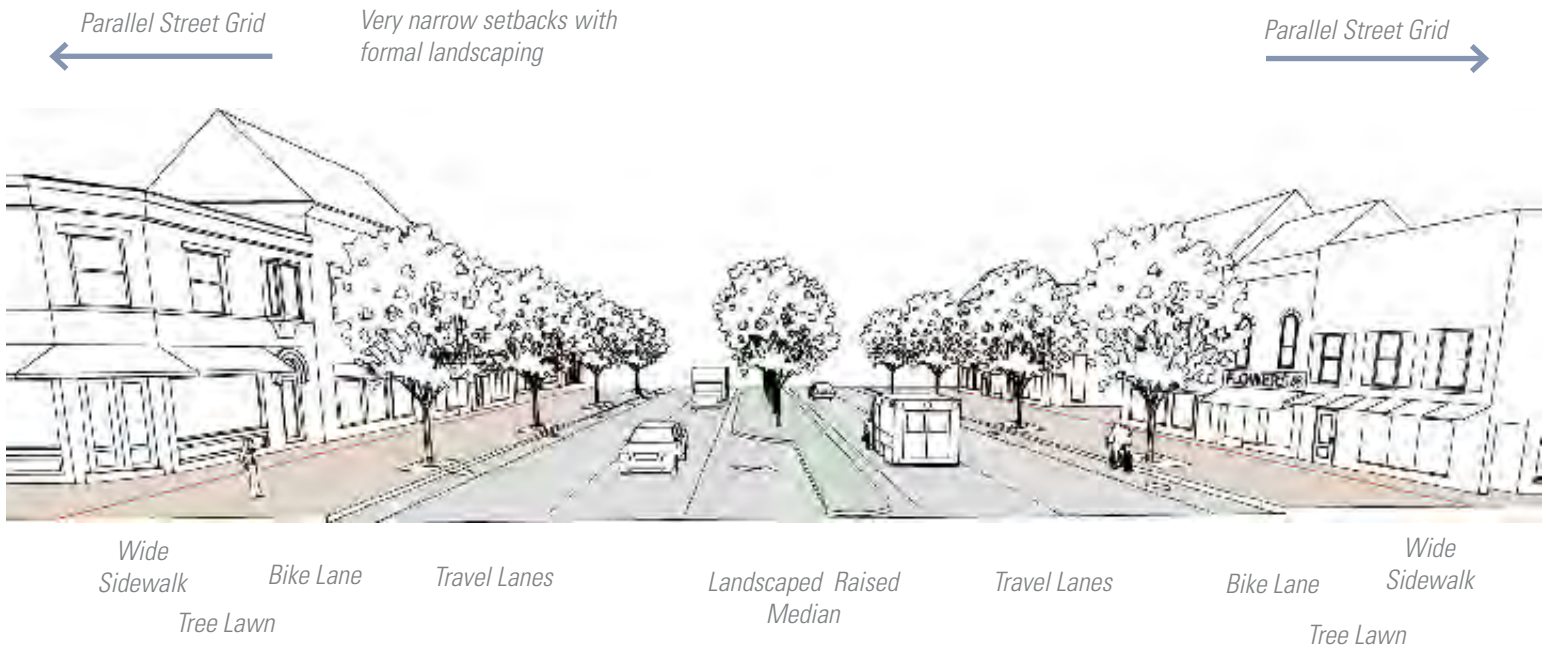 Parallel Street Grid
Very narrow setbacks with
formal landscaping
Parallel Street Grid
FLOWERS
Wide
Sidewalk
Bike Lane
Travel Lanes
Landscaped Raised
Median
Travel Lanes
Bike Lane
Wide
Sidewalk
Tree Lawn
Tree Lawn